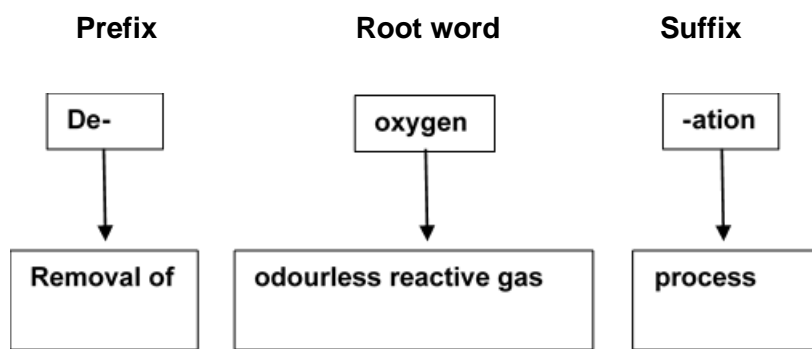 Prefix Root word Suffix
De- oxygen -ation
Removal of odourless reactive gas process